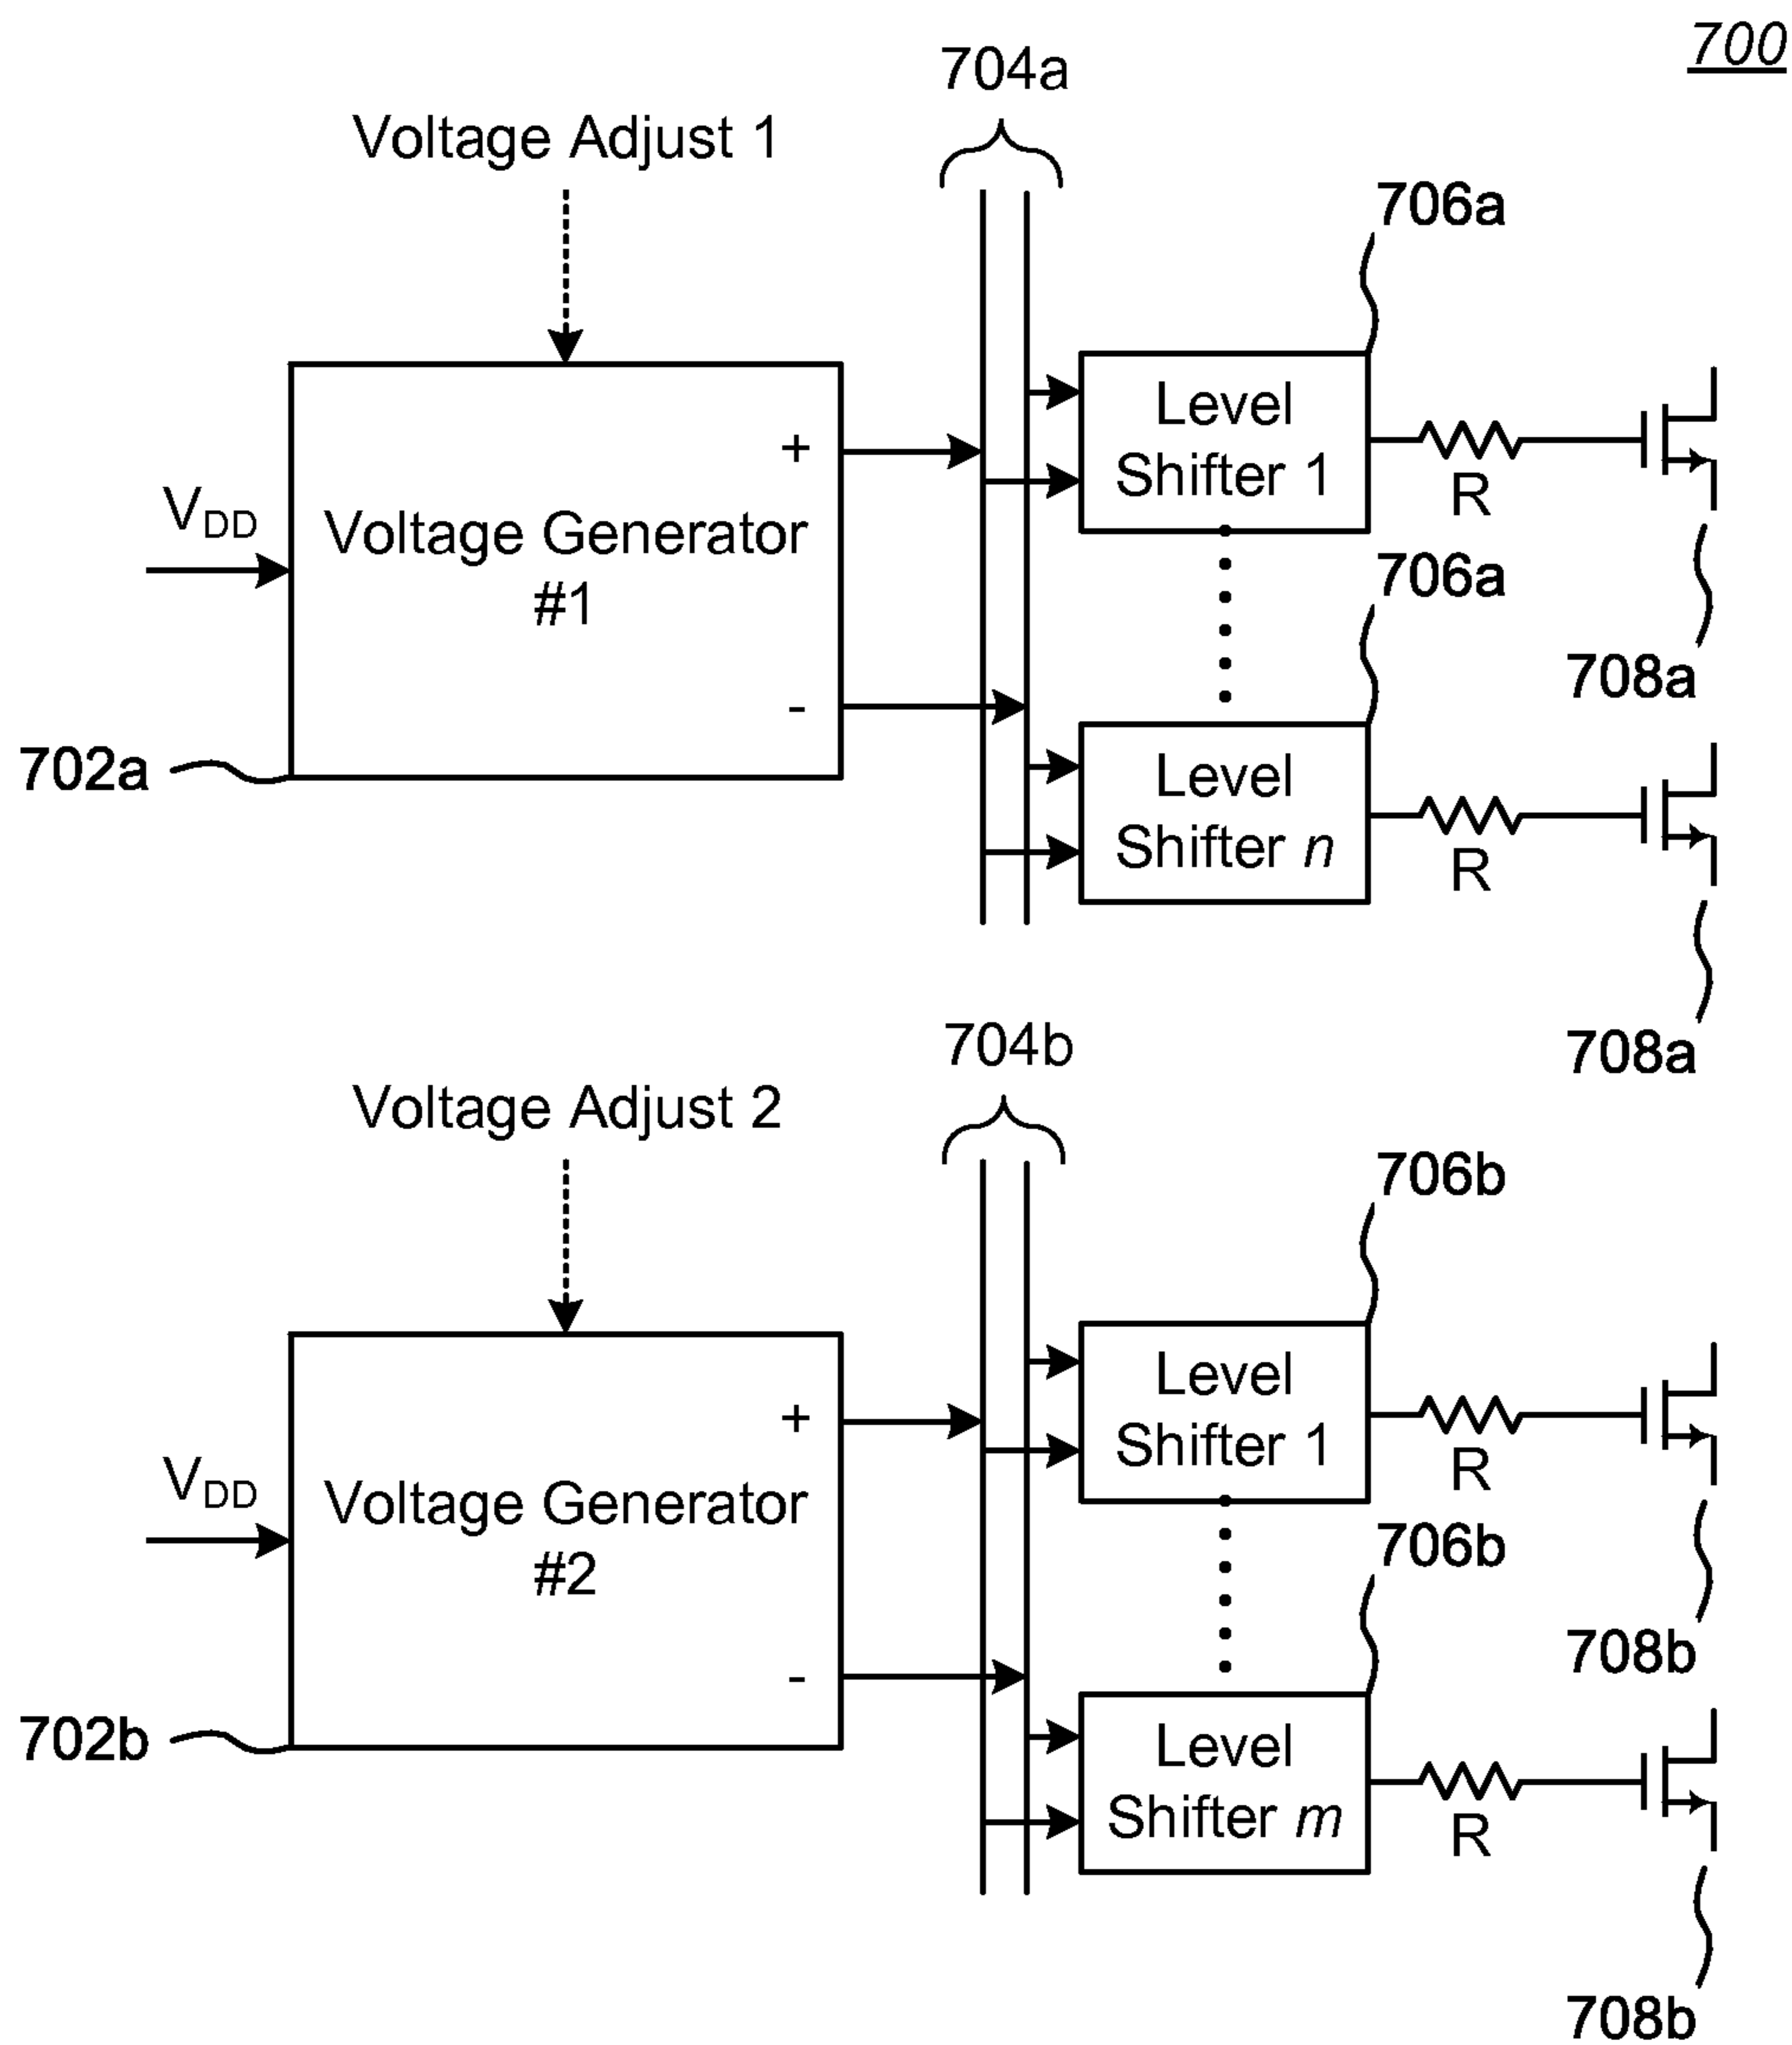 700
704a
Voltage Adjust 1
706a
Level
Shifter 1
+
R
VDD
Voltage Generator
#1
706a
708a
-
702a
Level
Shifter n
R
708a
704b
Voltage Adjust 2
706b
Level
Shifter 1
+
R
VDD
Voltage Generator
#2
706b
708b
-
702b
Level
Shifter m
R
708b